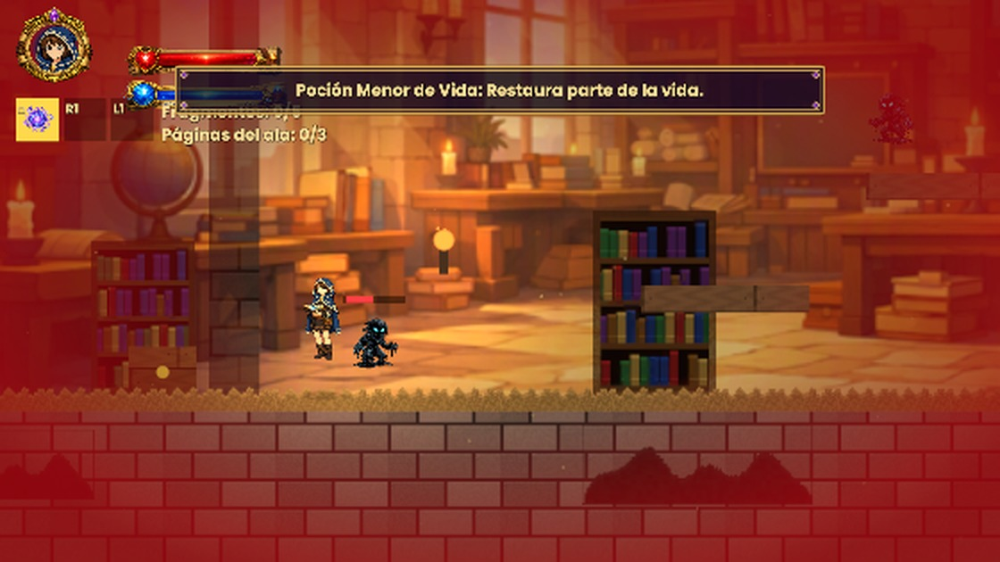 Poción Menor de Vida: Restaura parte de la vida.
R1
L1
Páginas del ala: 0/3